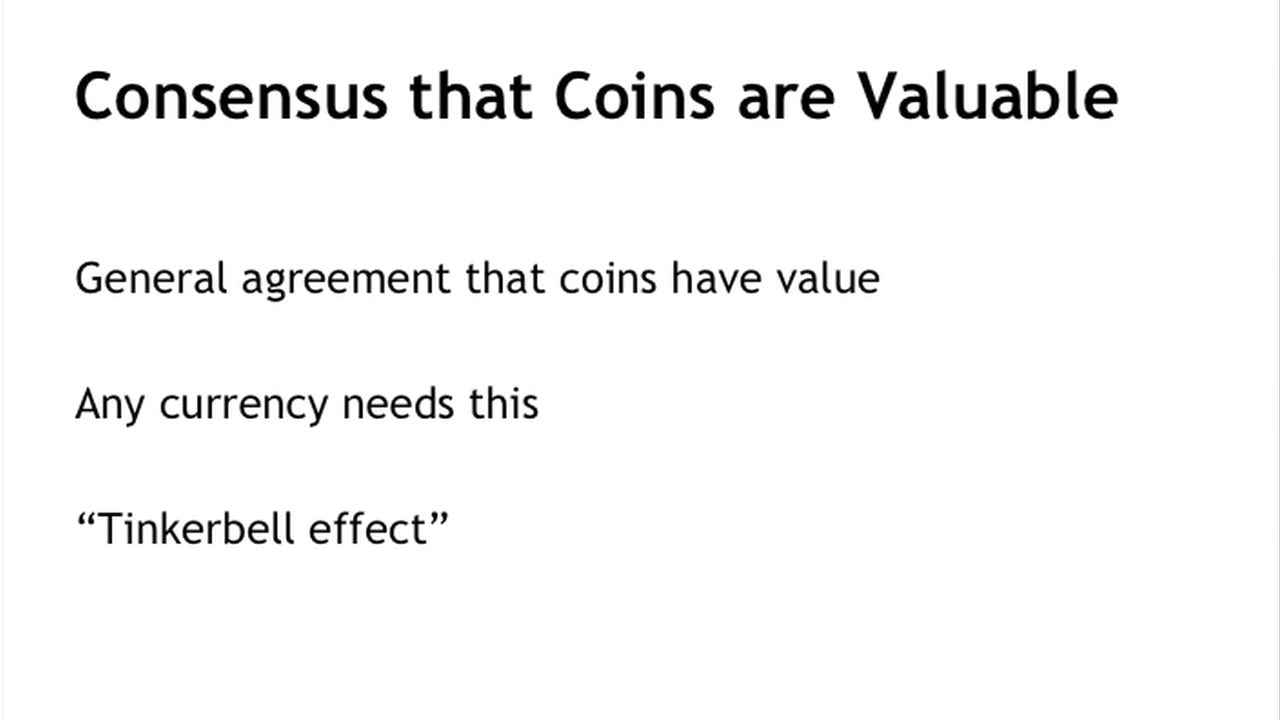 Consensus that Coins are Valuable
General agreement that coins have value
Any currency needs this
“Tinkerbell effect”